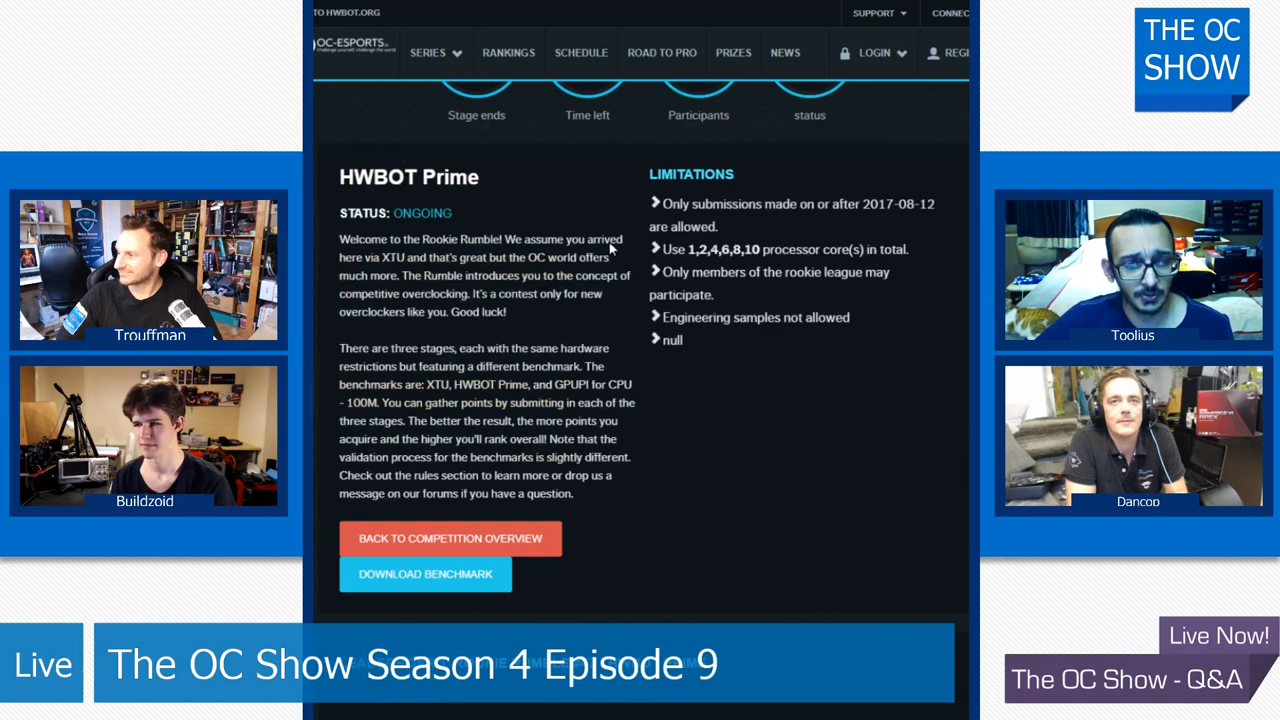 TO HWBOT.ORG
SUPPORT
CONNEC
OC-ESPORTS
challenge yourself, challenge the world
SERIES
RANKINGS
SCHEDULE
ROAD TO PRO
PRIZES
NEWS
LOGIN
REGI
THE OC
SHOW
Stage ends
Time left
Participants
status
HWBOT Prime
STATUS: ONGOING
Welcome to the Rookie Rumble! We assume you arrived
here via XTU and that's great but the OC world offers
much more. The Rumble introduces you to the concept of
competitive overclocking. It's a contest only for new
overclockers like you. Good luck!
There are three stages, each with the same hardware
restrictions but featuring a different benchmark. The
benchmarks are: XTU, HWBOT Prime, and GPUPI for CPU
- 100M. You can gather points by submitting in each of the
three stages. The better the result, the more points you
acquire and the higher you'll rank overall! Note that the
validation process for the benchmarks is slightly different.
Check out the rules section to learn more or drop us a
message on our forums if you have a question.
BACK TO COMPETITION OVERVIEW
DOWNLOAD BENCHMARK
LIMITATIONS
Only submissions made on or after 2017-08-12
are allowed.
Use 1,2,4,6,8,10 processor core(s) in total.
Only members of the rookie league may
participate.
Engineering samples not allowed
null
Trouffman
Buildzoid
Toolius
Dancop
Live
The OC Show Season 4 Episode 9
Live Now!
The OC Show - Q&A